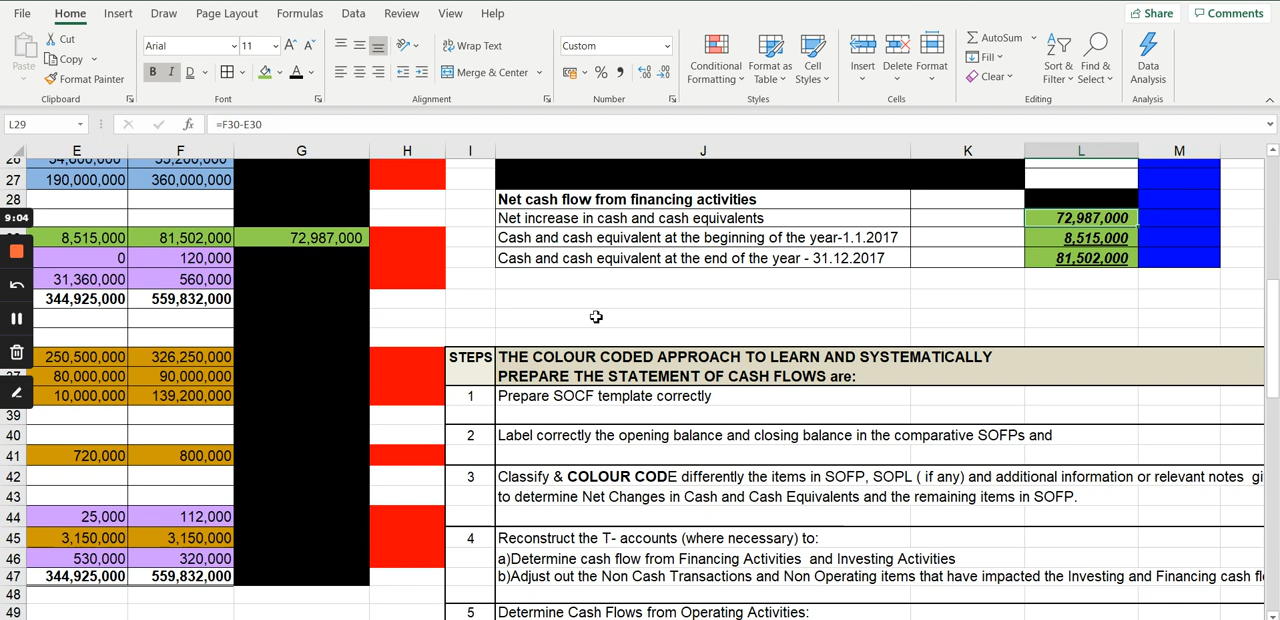 File Home Insert Draw Page Layout Formulas Data Review View Help Share Comments
Cut
Copy
Format Painter
Paste
Clipboard
Arial 11
B I D A
Font
Wrap Text
Merge & Center
Alignment
Custom
Number
Conditional Formatting
Format as Table
Cell Styles
Styles
Insert Delete Format
Cells
AutoSum
Fill
Clear
Sort & Filter
Find & Select
Editing
Data Analysis
Analysis
L29 fx =F30-E30
E F G H I J K L M
27 190,000,000 360,000,000
28 Net cash flow from financing activities
9:04 Net increase in cash and cash equivalents 72,987,000
8,515,000 81,502,000 72,987,000 Cash and cash equivalent at the beginning of the year-1.1.2017 8,515,000
0 120,000 Cash and cash equivalent at the end of the year - 31.12.2017 81,502,000
31,360,000 560,000
344,925,000 559,832,000
250,500,000 326,250,000 STEPS THE COLOUR CODED APPROACH TO LEARN AND SYSTEMATICALLY
80,000,000 90,000,000 PREPARE THE STATEMENT OF CASH FLOWS are:
10,000,000 139,200,000 1 Prepare SOCF template correctly
39
40 2 Label correctly the opening balance and closing balance in the comparative SOFPs and
41 720,000 800,000
42 3 Classify & COLOUR CODE differently the items in SOFP, SOPL ( if any) and additional information or relevant notes gi
43 to determine Net Changes in Cash and Cash Equivalents and the remaining items in SOFP.
44 25,000 112,000
45 3,150,000 3,150,000 4 Reconstruct the T- accounts (where necessary) to:
46 530,000 320,000 a)Determine cash flow from Financing Activities and Investing Activities
47 344,925,000 559,832,000 b)Adjust out the Non Cash Transactions and Non Operating items that have impacted the Investing and Financing cash fl
48
49 5 Determine Cash Flows from Operating Activities: